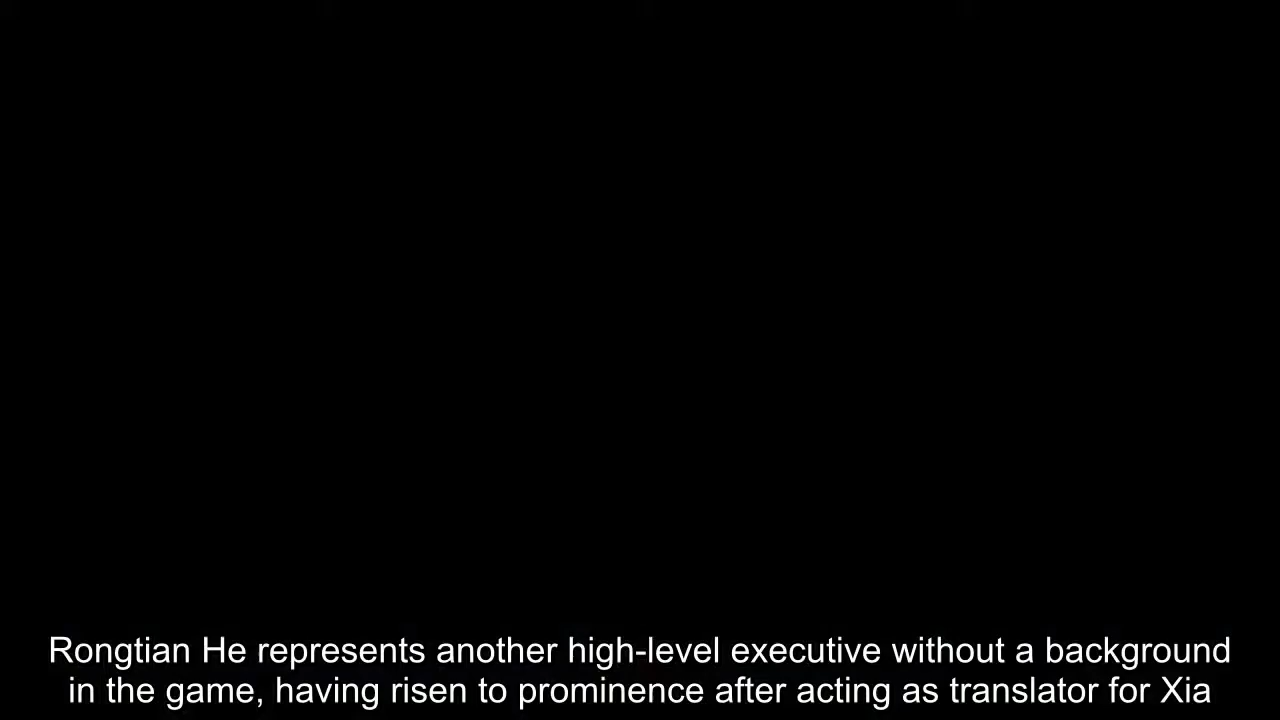 Rongtian He represents another high-level executive without a background
in the game, having risen to prominence after acting as translator for Xia